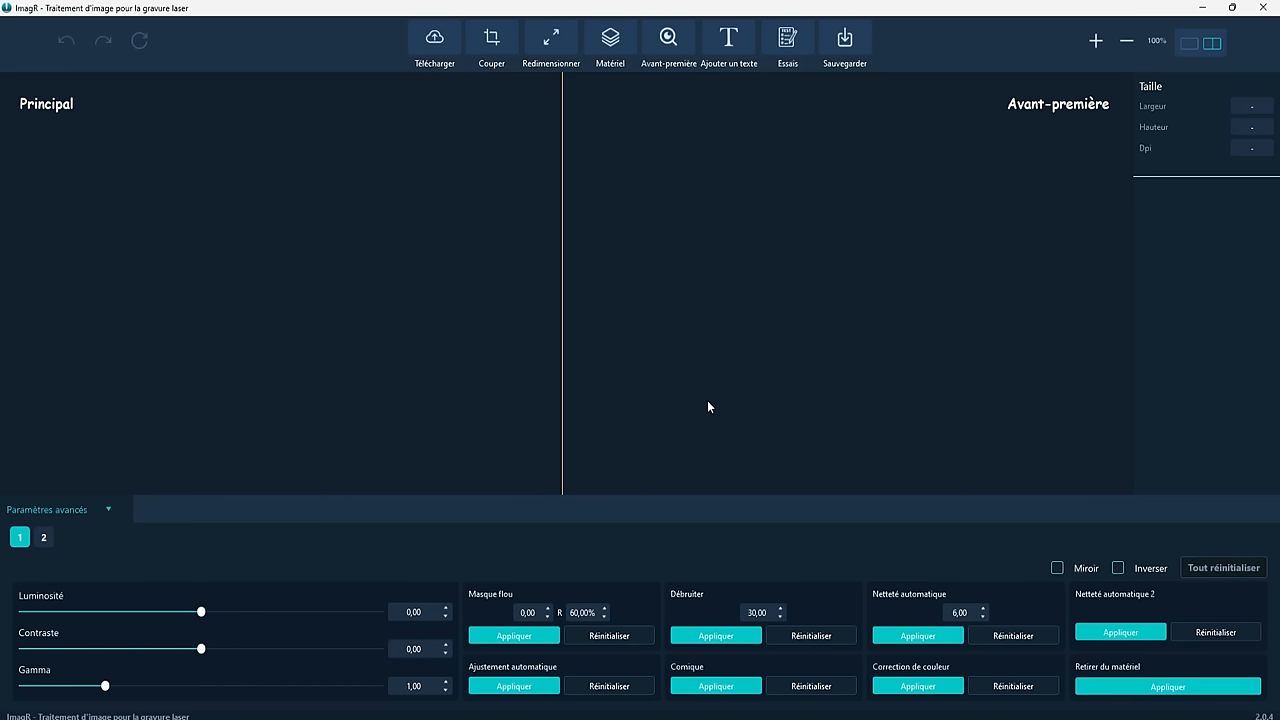 ImagR - Traitement d'image pour la gravure laser
Télécharger
Couper
Redimensionner
Matériel
Avant-première
Ajouter un texte
TEST
Essais
Sauvegarder
100%
Principal
Avant-première
Taille
Largeur -
Hauteur -
Dpi -
Paramètres avancés
1 2
Miroir Inverser Tout réinitialiser
Luminosité 0,00
Contraste 0,00
Gamma 1,00
Masque flou
0,00 R 60,00%
Appliquer Réinitialiser
Débruiter
30,00
Appliquer Réinitialiser
Netteté automatique
6,00
Appliquer Réinitialiser
Netteté automatique 2
Appliquer Réinitialiser
Ajustement automatique
Appliquer Réinitialiser
Comique
Appliquer Réinitialiser
Correction de couleur
Appliquer Réinitialiser
Retirer du matériel
Appliquer
ImagR - Traitement d'image pour la gravure laser 2.0.4